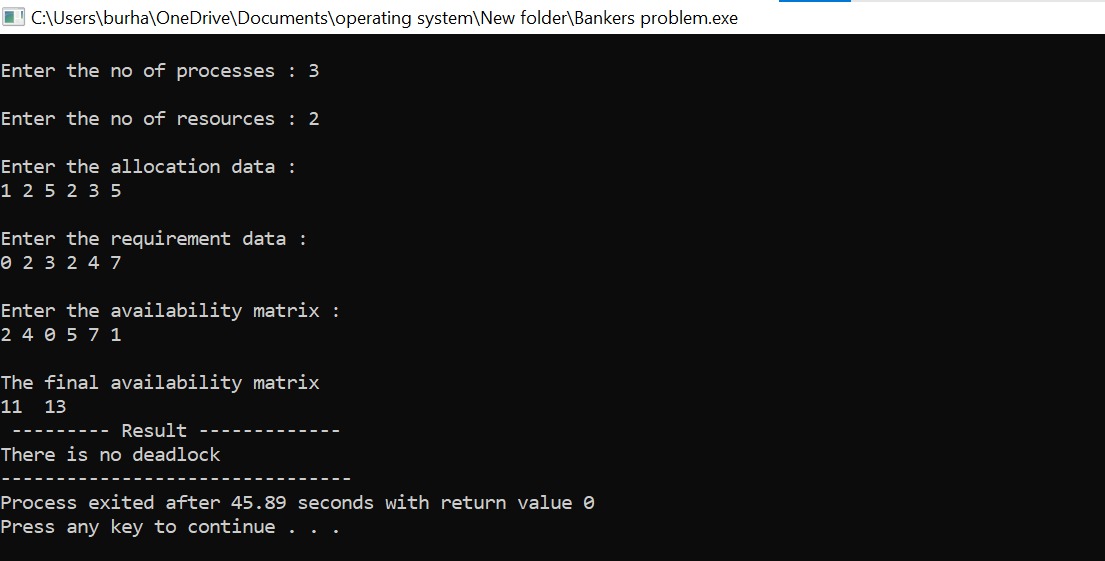 C:\Users\burha\OneDrive\Documents\operating system\New folder\Bankers problem.exe
Enter the no of processes : 3
Enter the no of resources : 2
Enter the allocation data :
1 2 5 2 3 5
Enter the requirement data :
0 2 3 2 4 7
Enter the availability matrix :
2 4 0 5 7 1
The final availability matrix
11  13
 --------- Result -------------
There is no deadlock
--------------------------------
Process exited after 45.89 seconds with return value 0
Press any key to continue . . .